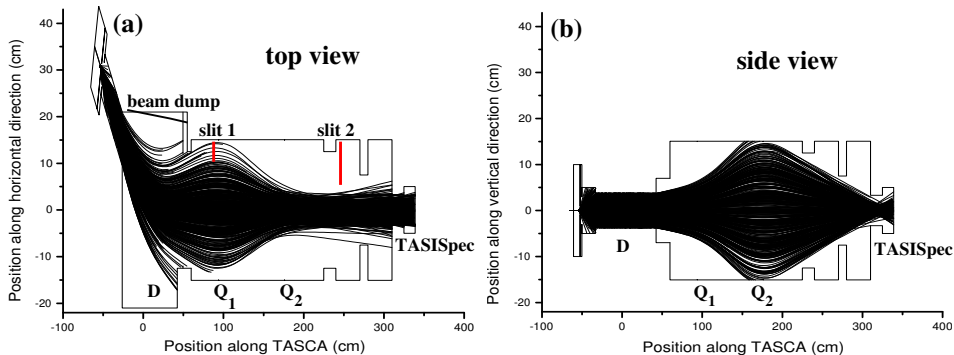 (a)
top view
beam dump
slit 1
slit 2
TASISpec
D
Q1
Q2
40
30
20
10
0
-10
-20
-100
0
100
200
300
400
Position along horizontal direction (cm)
Position along TASCA (cm)
(b)
side view
TASISpec
D
Q1
Q2
40
30
20
10
0
-10
-20
-100
0
100
200
300
400
Position along vertical direction (cm)
Position along TASCA (cm)